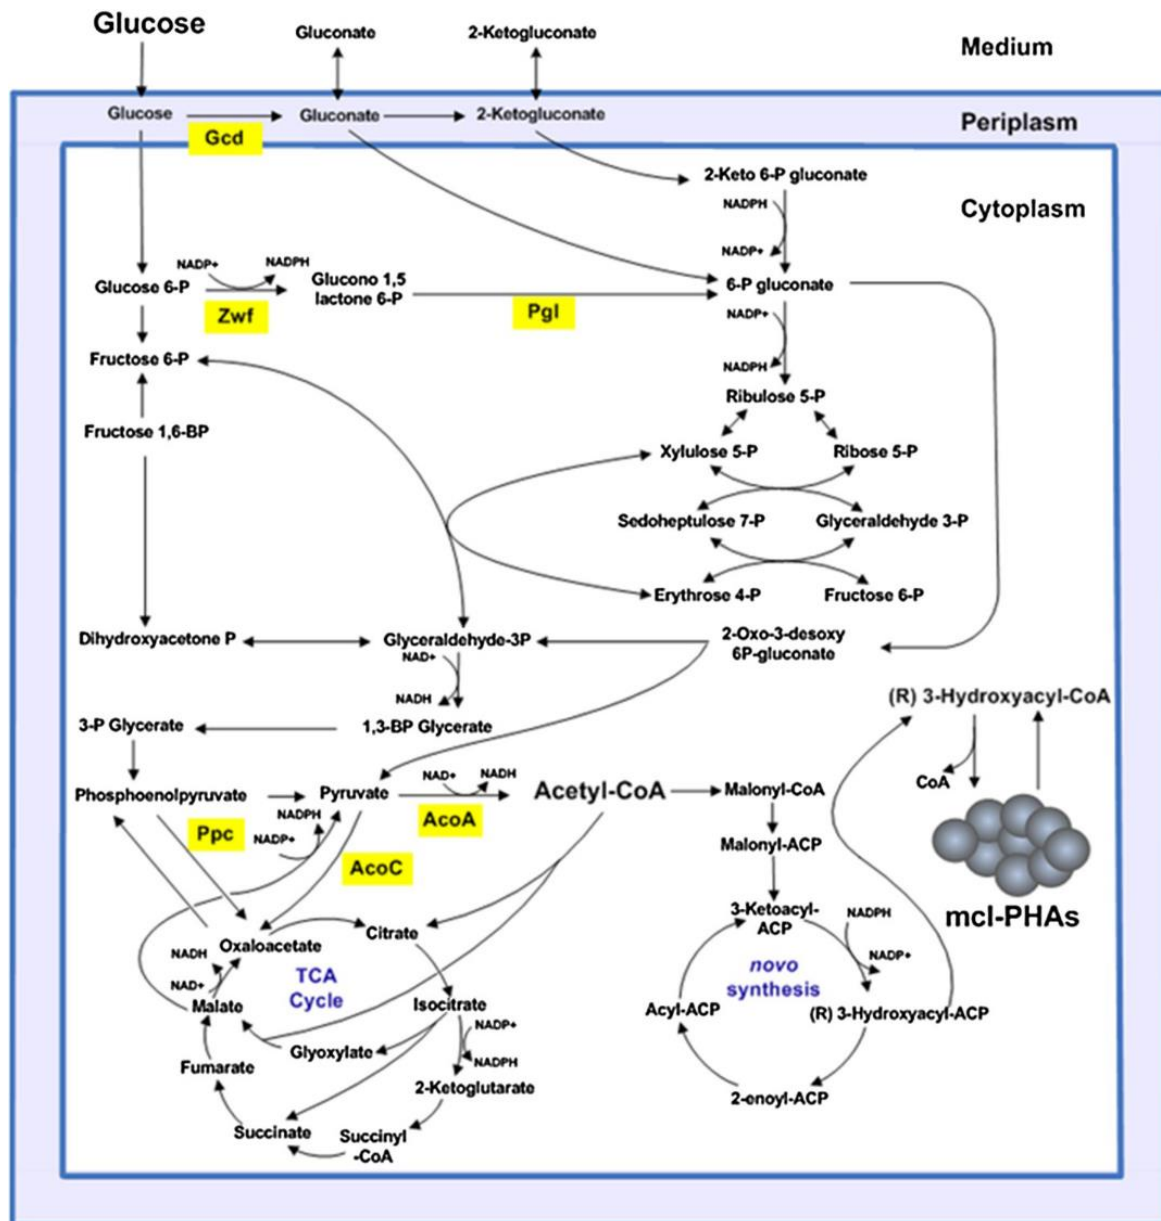 Glucose
Gluconate
2-Ketogluconate
Medium
Glucose
Gluconate
2-Ketogluconate
Gcd
Periplasm
2-Keto 6-P gluconate
NADPH
Cytoplasm
NADP+
NADP+
NADPH
Glucose 6-P
Glucono 1,5
lactone 6-P
6-P gluconate
Zwf
Pgl
NADP+
NADPH
Fructose 6-P
Ribulose 5-P
Fructose 1,6-BP
Xylulose 5-P
Ribose 5-P
Sedoheptulose 7-P
Glyceraldehyde 3-P
Erythrose 4-P
Fructose 6-P
Dihydroxyacetone P
Glyceraldehyde-3P
2-Oxo-3-desoxy
6P-gluconate
NAD+
NADH
(R) 3-Hydroxyacyl-CoA
3-P Glycerate
1,3-BP Glycerate
CoA
Phosphoenolpyruvate
Pyruvate
NAD+
NADH
Acetyl-CoA
Malonyl-CoA
NADPH
Ppc
NADP+
AcoA
Malonyl-ACP
AcoC
mcl-PHAs
3-Ketoacyl-
ACP
NADPH
Oxaloacetate
Citrate
NADH
NADP+
TCA
Cycle
novo
synthesis
NAD+
Malate
Isocitrate
Acyl-ACP
(R) 3-Hydroxyacyl-ACP
NADP+
Glyoxylate
NADPH
Fumarate
2-Ketoglutarate
2-enoyl-ACP
Succinate
Succinyl
-CoA